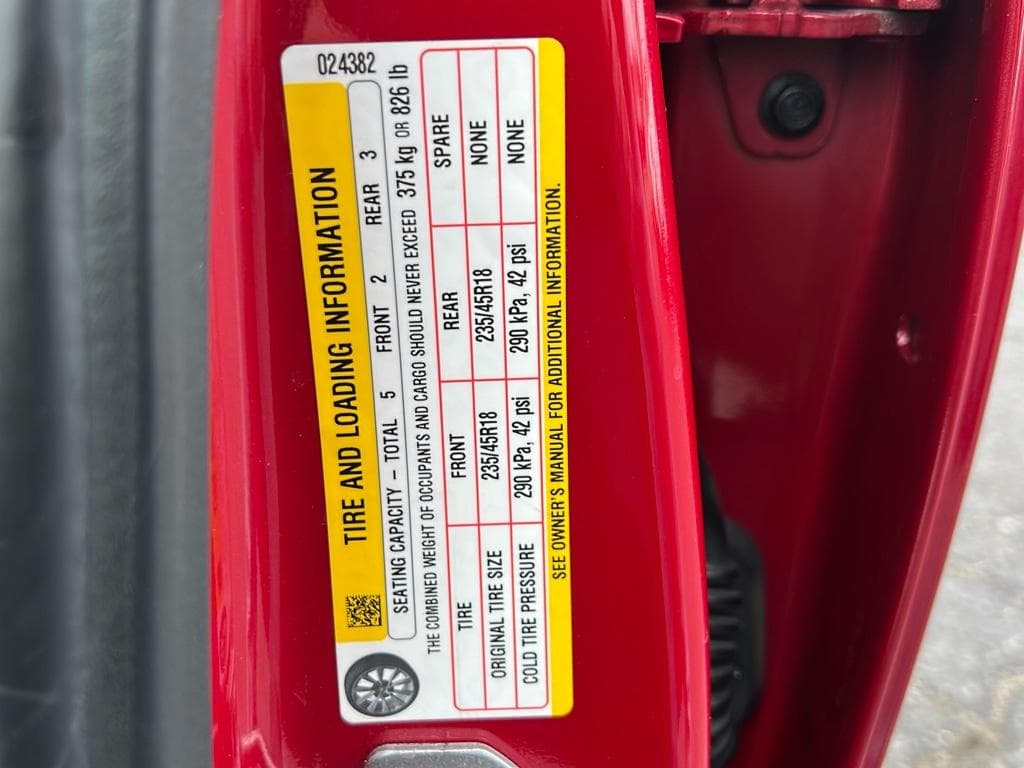 024382
TIRE AND LOADING INFORMATION
SEATING CAPACITY – TOTAL 5 FRONT 2 REAR 3
THE COMBINED WEIGHT OF OCCUPANTS AND CARGO SHOULD NEVER EXCEED 375 kg OR 826 lb
TIRE FRONT REAR SPARE
ORIGINAL TIRE SIZE 235/45R18 235/45R18 NONE
COLD TIRE PRESSURE 290 kPa, 42 psi 290 kPa, 42 psi NONE
SEE OWNER'S MANUAL FOR ADDITIONAL INFORMATION.